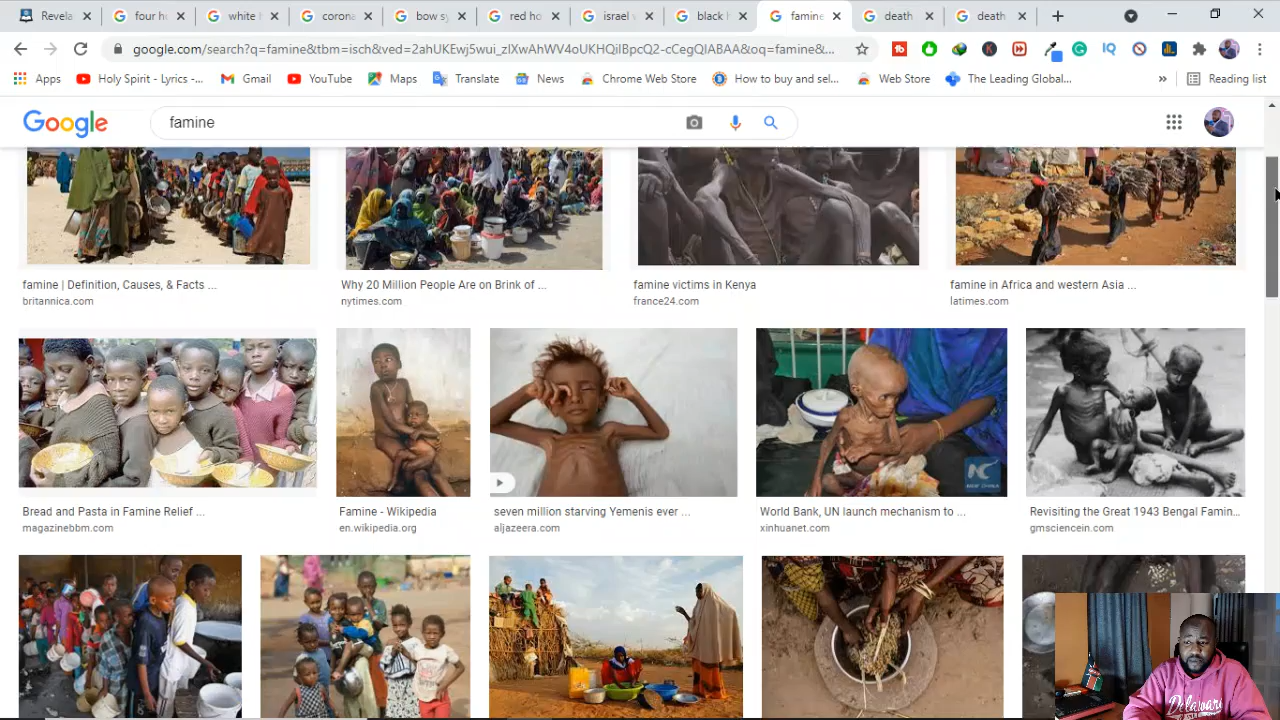 Revela
four ho
white h
corona
bow sy
red ho
israel v
black h
famine
death
death
google.com/search?q=famine&tbm=isch&ved=2ahUKEwj5wui_zlXwAhWV4oUKHQilBpcQ2-cCegQIABAA&oq=famine&...
Apps
Holy Spirit - Lyrics -...
Gmail
YouTube
Maps
Translate
News
Chrome Web Store
How to buy and sel...
Web Store
The Leading Global...
»
Reading list
Google
famine
famine | Definition, Causes, & Facts ...
britannica.com
Why 20 Million People Are on Brink of ...
nytimes.com
famine victims in Kenya
france24.com
famine in Africa and western Asia ...
latimes.com
Bread and Pasta in Famine Relief ...
magazinebbm.com
Famine - Wikipedia
en.wikipedia.org
seven million starving Yemenis ever ...
aljazeera.com
World Bank, UN launch mechanism to ...
xinhuanet.com
Revisiting the Great 1943 Bengal Famin...
gmsciencein.com
Delaware